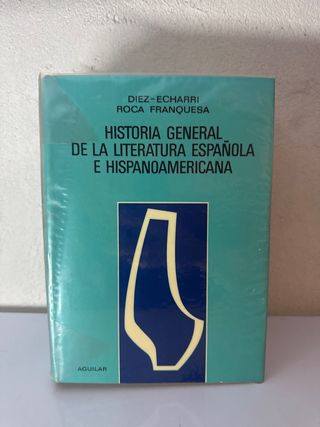 DIEZ-ECHARRI
ROCA FRANQUESA
HISTORIA GENERAL
DE LA LITERATURA ESPAÑOLA
E HISPANOAMERICANA
AGUILAR